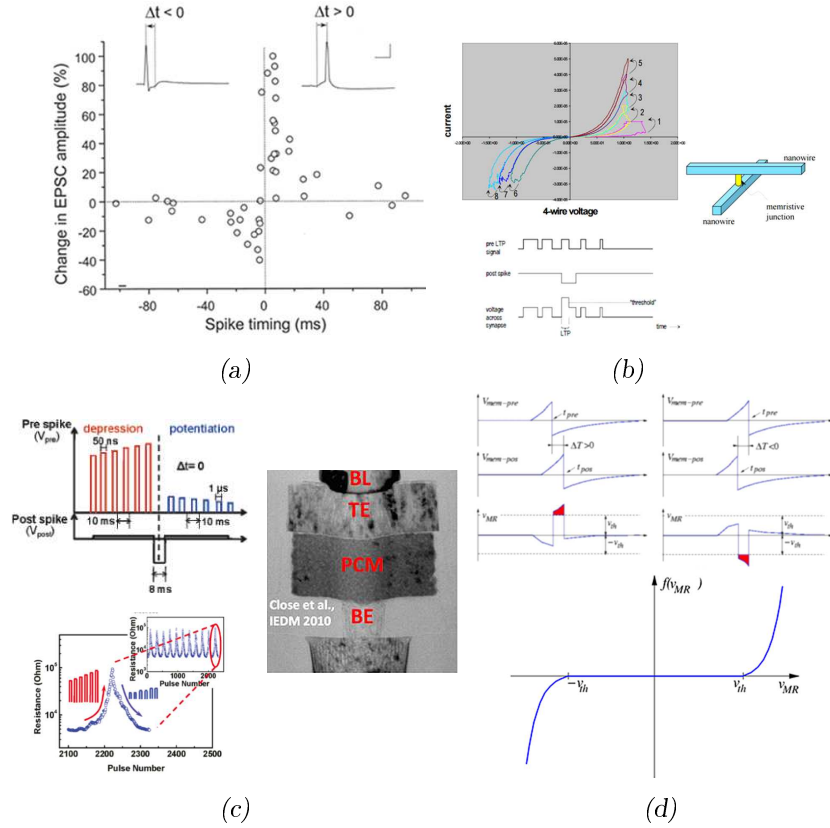 Δt < 0
Δt > 0
Change in EPSC amplitude (%)
100
80
60
40
20
0
-20
-40
60
-80
-40
0
40
80
Spike timing (ms)
(a)
current
5
4
3
2
1
8
7
6
4-wire voltage
nanowire
memristive
junction
nanowire
pre LTP
signal
post spike
voltage
across
synapse
"threshold"
LTP
time
(b)
Pre spike
(Vpre)
depression
potentiation
50 ns
Δt= 0
1 μs
10 ms
10 ms
Post spike
(Vpost)
8 ms
BL
TE
PCM
BE
Close et al.,
IEDM 2010
Resistance (Ohm)
10⁵
10⁴
2100
2200
2300
2400
2500
Pulse Number
Resistance (Ohm)
0
1000
2000
Pulse Number
(c)
Vmem-pre
tpre
ΔT>0
Vmem-pos
tpos
vMR
vth
−vth
Vmem-pre
tpre
ΔT<0
Vmem-pos
tpos
vMR
vth
−vth
f(vMR )
−vth
vth
vMR
(d)